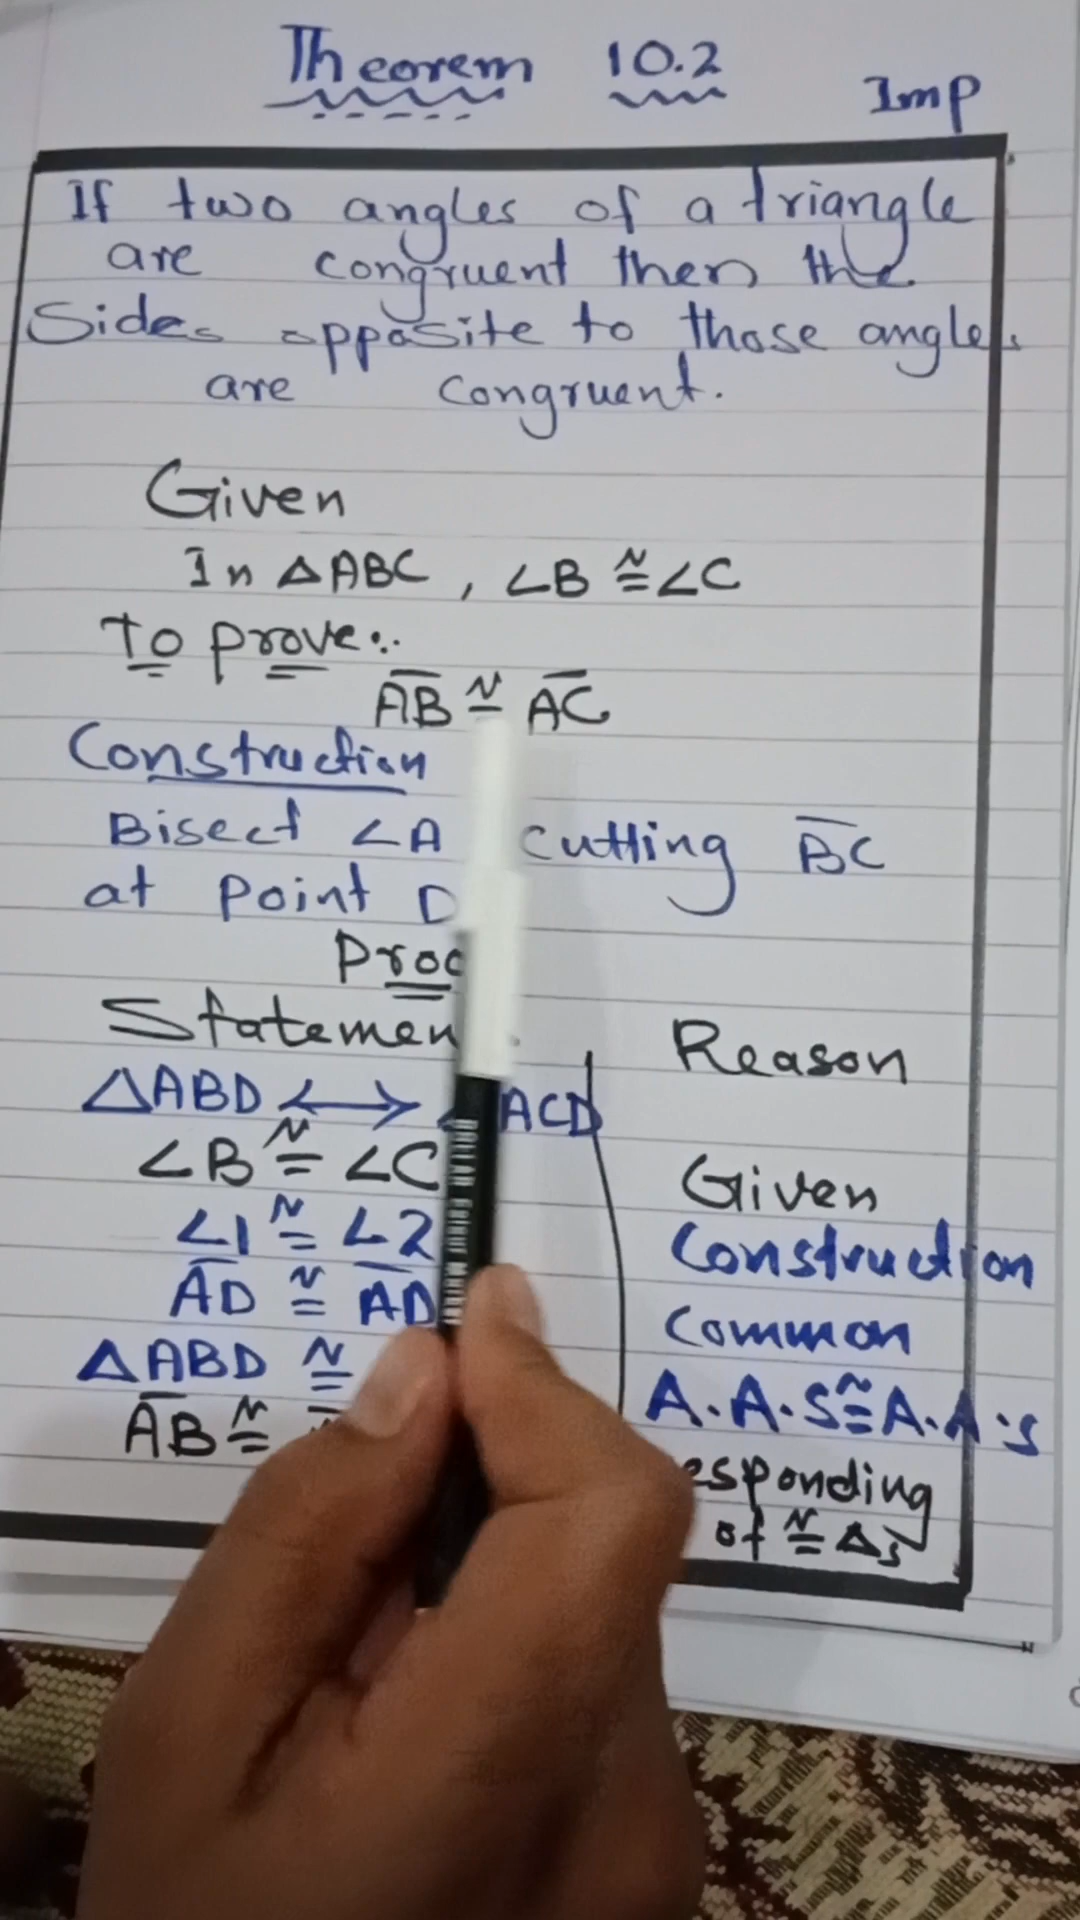 Theorem 10.2
Imp
If two angles of a triangle
are congruent then the
Sides opposite to those angles
are congruent.
Given
In △ABC, ∠B ≅ ∠C
To prove:.
AB ≅ AC
Construction
Bisect ∠A cutting BC
at point D
Statemen Reason
△ABD ↔ ACD
∠B ≅ ∠C Given
∠1 ≅ ∠2 Construction
AD ≅ AD Common
△ABD ≅ A.A.S ≅ A.A.S
AB ≅ esponding
of ≅ △s